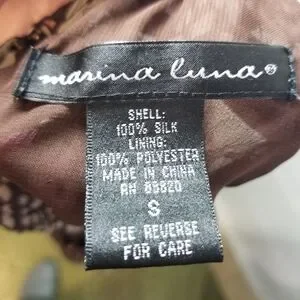 marina luna®
SHELL:
100% SILK
LINING:
100% POLYESTER
MADE IN CHINA
RN 85820
S
SEE REVERSE
FOR CARE